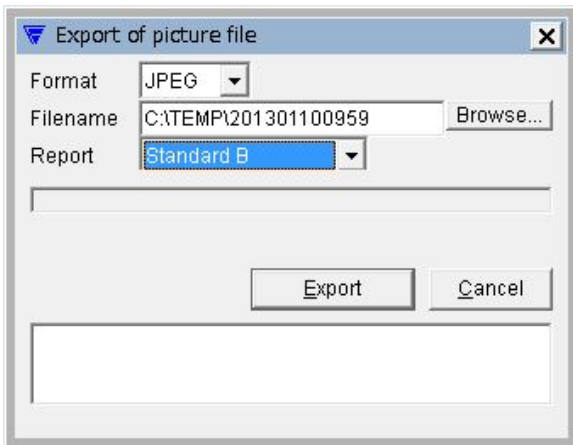 Export of picture file
Format JPEG
Filename C:\TEMP\201301100959 Browse...
Report Standard B
Export Cancel